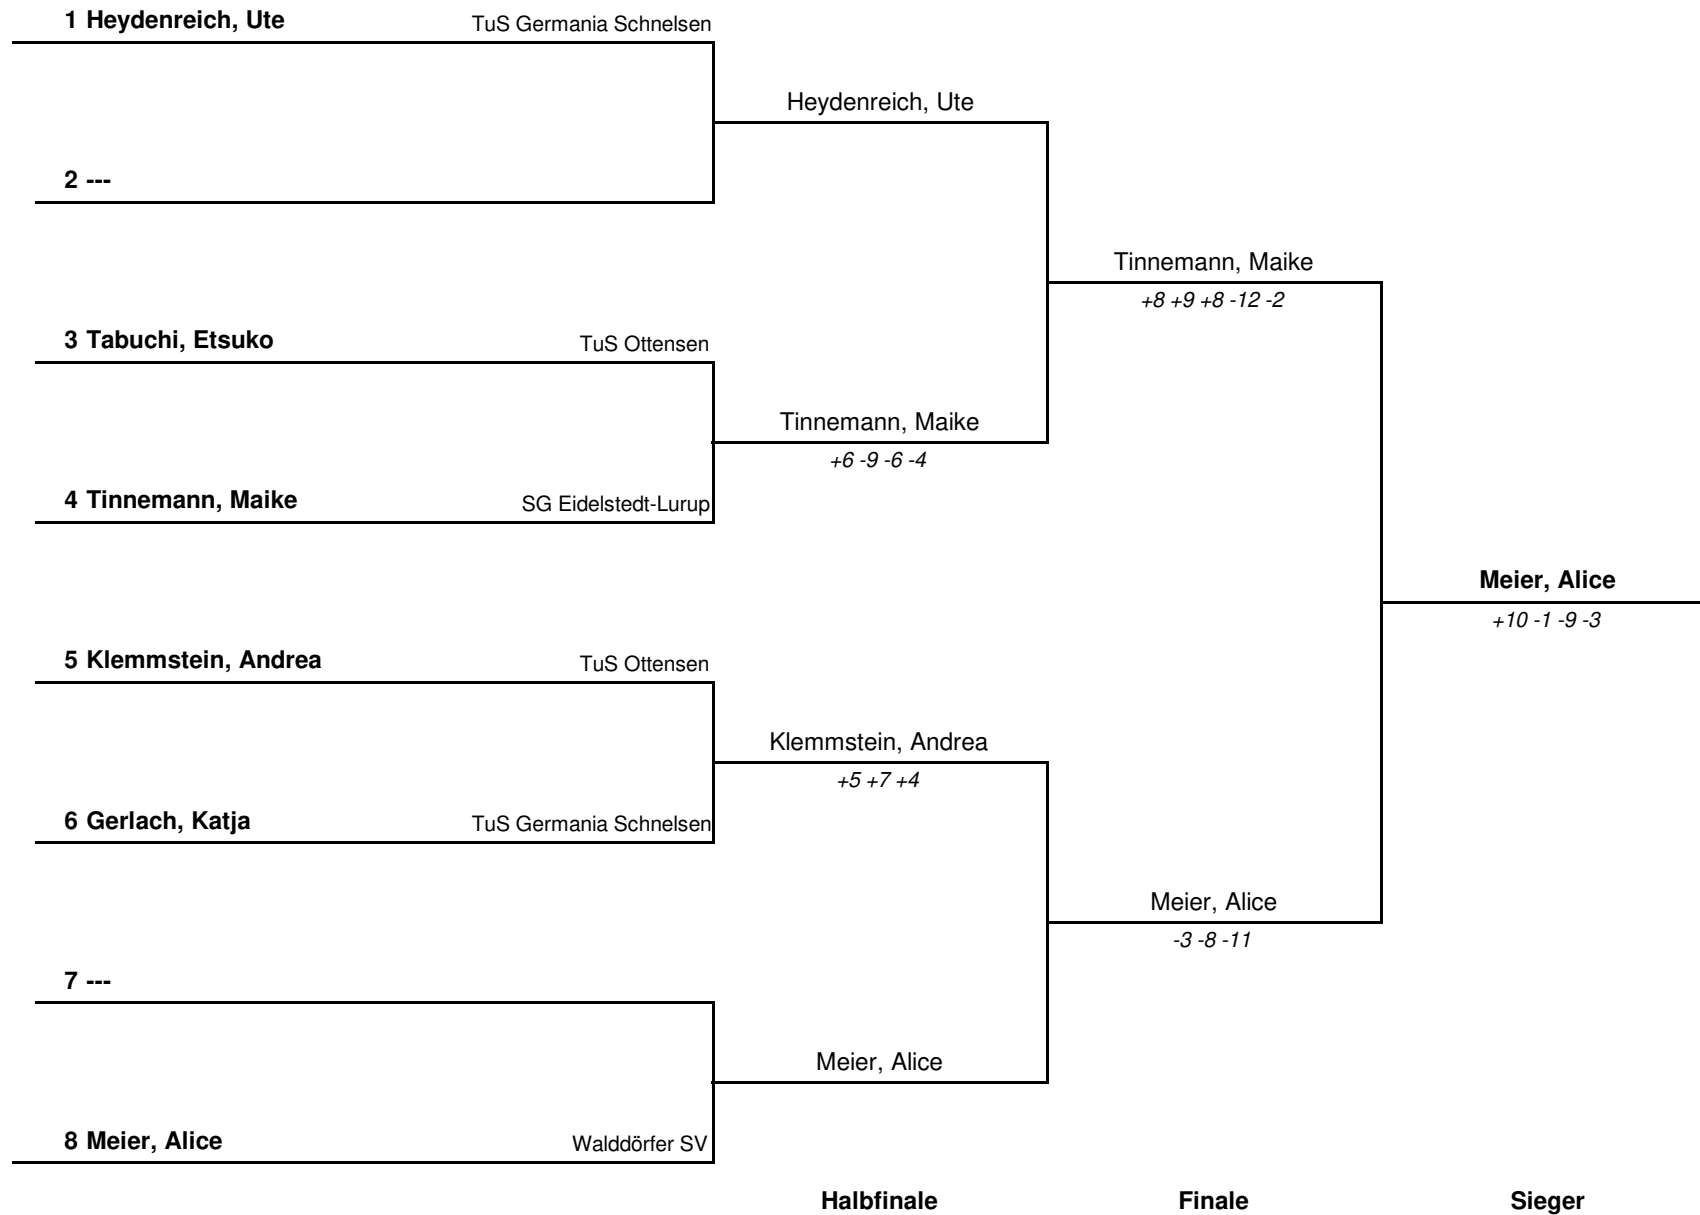 1 Heydenreich, Ute TuS Germania Schnelsen
Heydenreich, Ute
2 ---
Tinnemann, Maike
+8 +9 +8 -12 -2
3 Tabuchi, Etsuko TuS Ottensen
Tinnemann, Maike
+6 -9 -6 -4
4 Tinnemann, Maike SG Eidelstedt-Lurup
Meier, Alice
+10 -1 -9 -3
5 Klemmstein, Andrea TuS Ottensen
Klemmstein, Andrea
+5 +7 +4
6 Gerlach, Katja TuS Germania Schnelsen
Meier, Alice
-3 -8 -11
7 ---
Meier, Alice
8 Meier, Alice Walddörfer SV
Halbfinale Finale Sieger